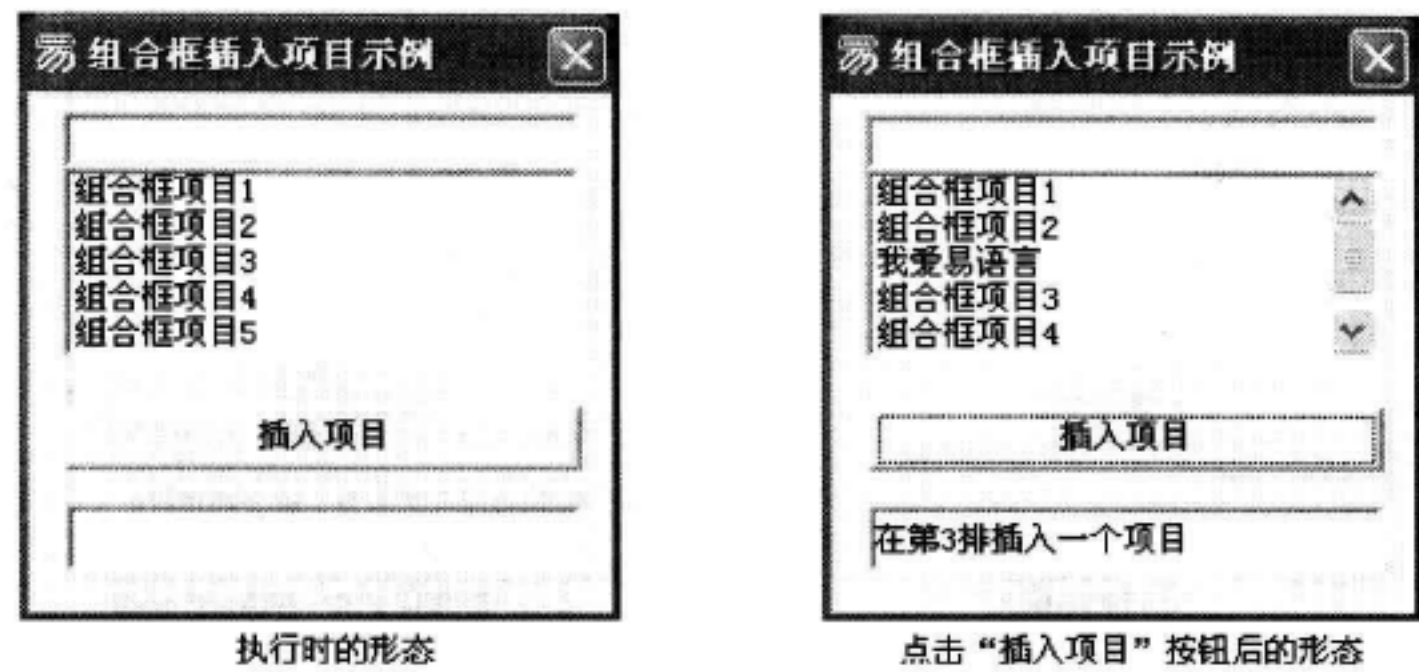 组合框插入项目示例
组合框项目1
组合框项目2
组合框项目3
组合框项目4
组合框项目5
插入项目
执行时的形态
组合框插入项目示例
组合框项目1
组合框项目2
我爱易语言
组合框项目3
组合框项目4
插入项目
在第3排插入一个项目
点击“插入项目”按钮后的形态